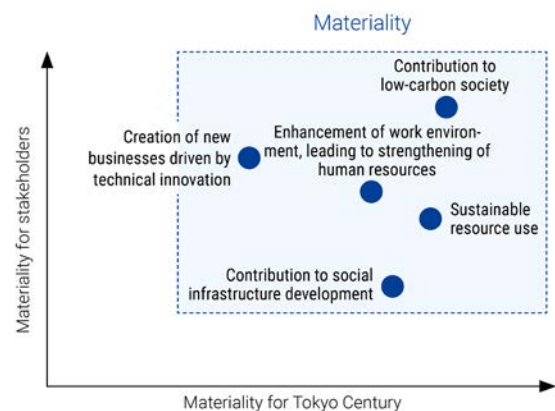 Materiality
Contribution to
low-carbon society
Creation of new
businesses driven by
technical innovation
Enhancement of work environ-
ment, leading to strengthening of
human resources
Sustainable
resource use
Contribution to social
infrastructure development
Materiality for stakeholders
Materiality for Tokyo Century